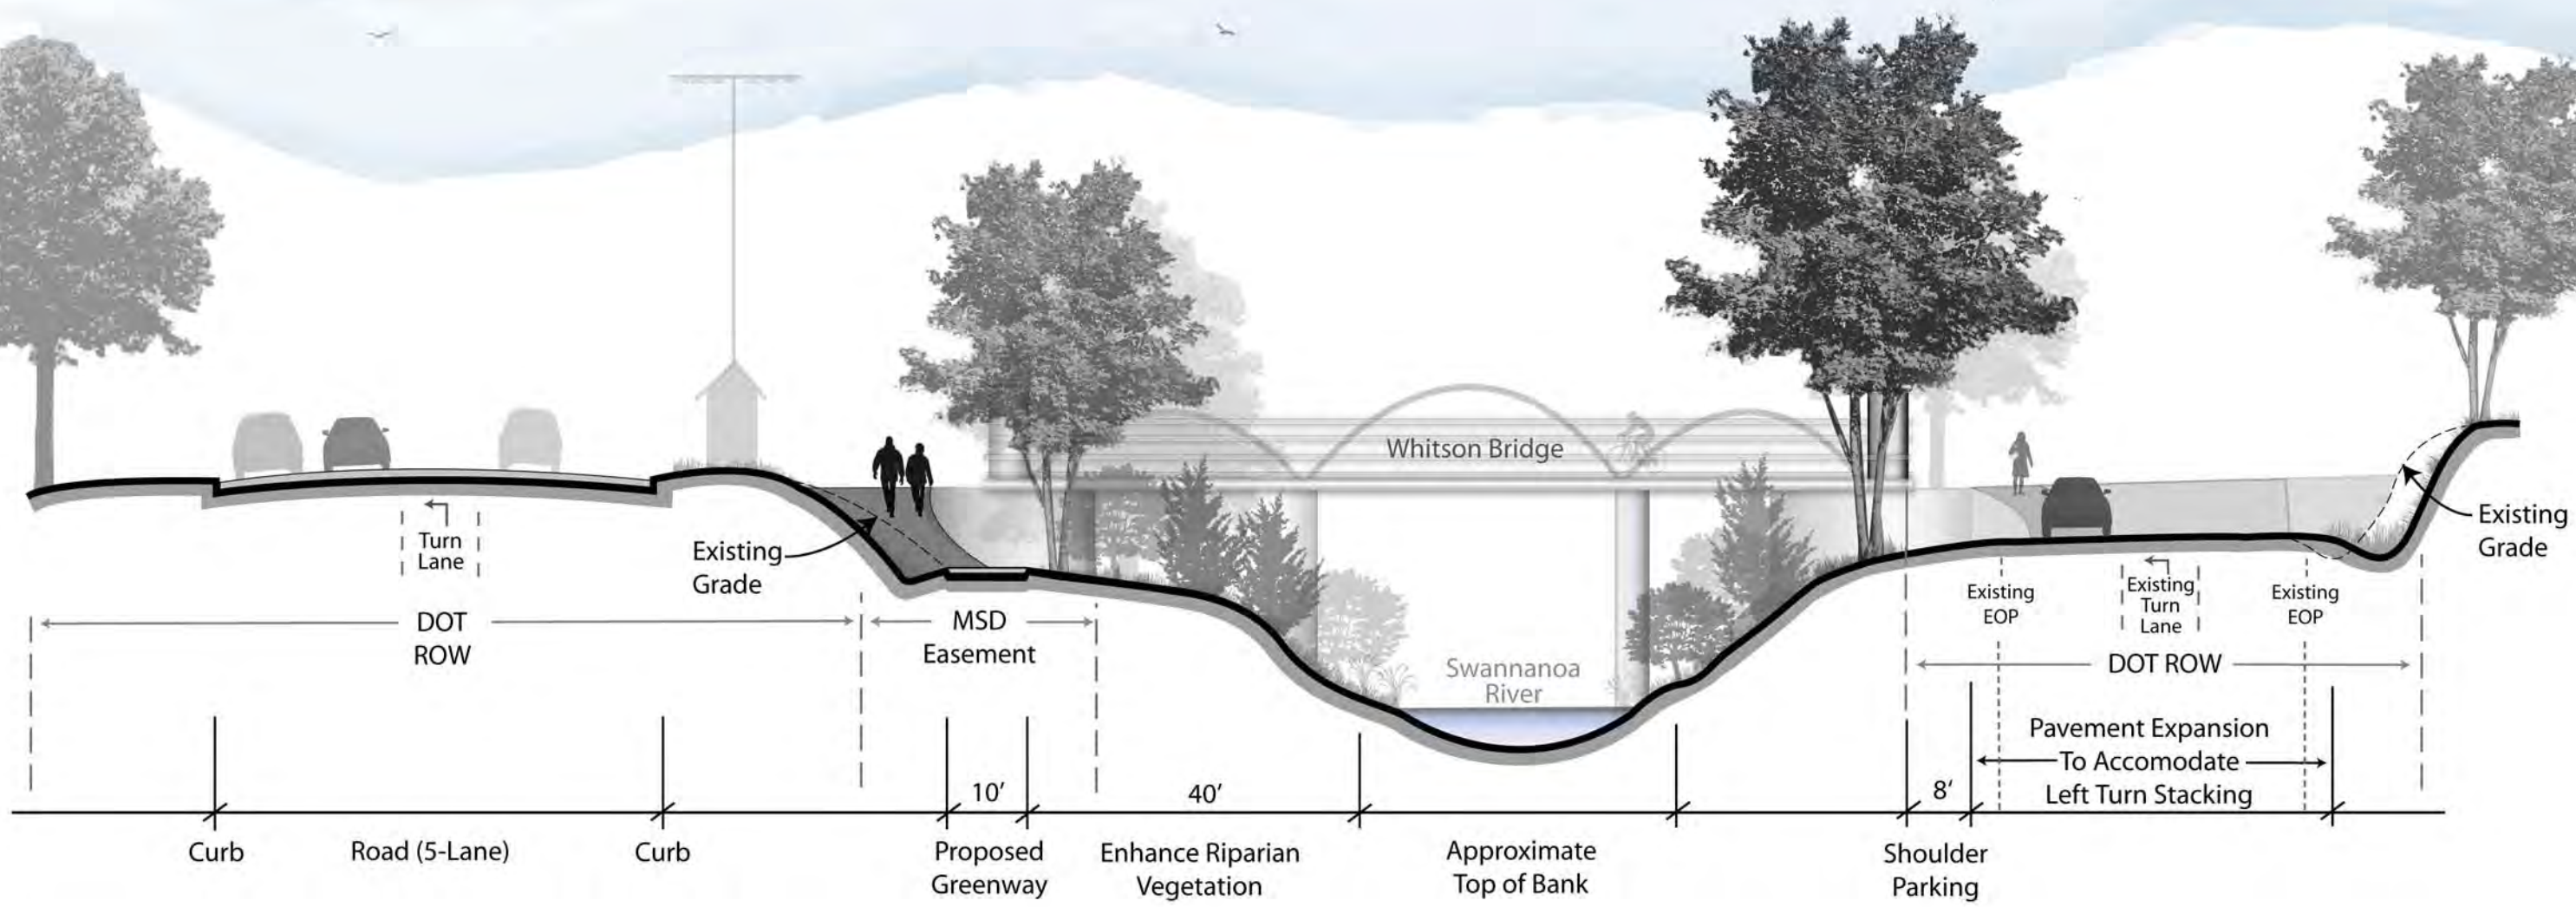 Whitson Bridge
Turn
Lane
Existing
Grade
DOT
ROW
MSD
Easement
Swannanoa
River
Existing
EOP
Existing
Turn
Lane
Existing
EOP
Existing
Grade
DOT ROW
Pavement Expansion
To Accomodate
Left Turn Stacking
10'
40'
8'
Curb
Road (5-Lane)
Curb
Proposed
Greenway
Enhance Riparian
Vegetation
Approximate
Top of Bank
Shoulder
Parking